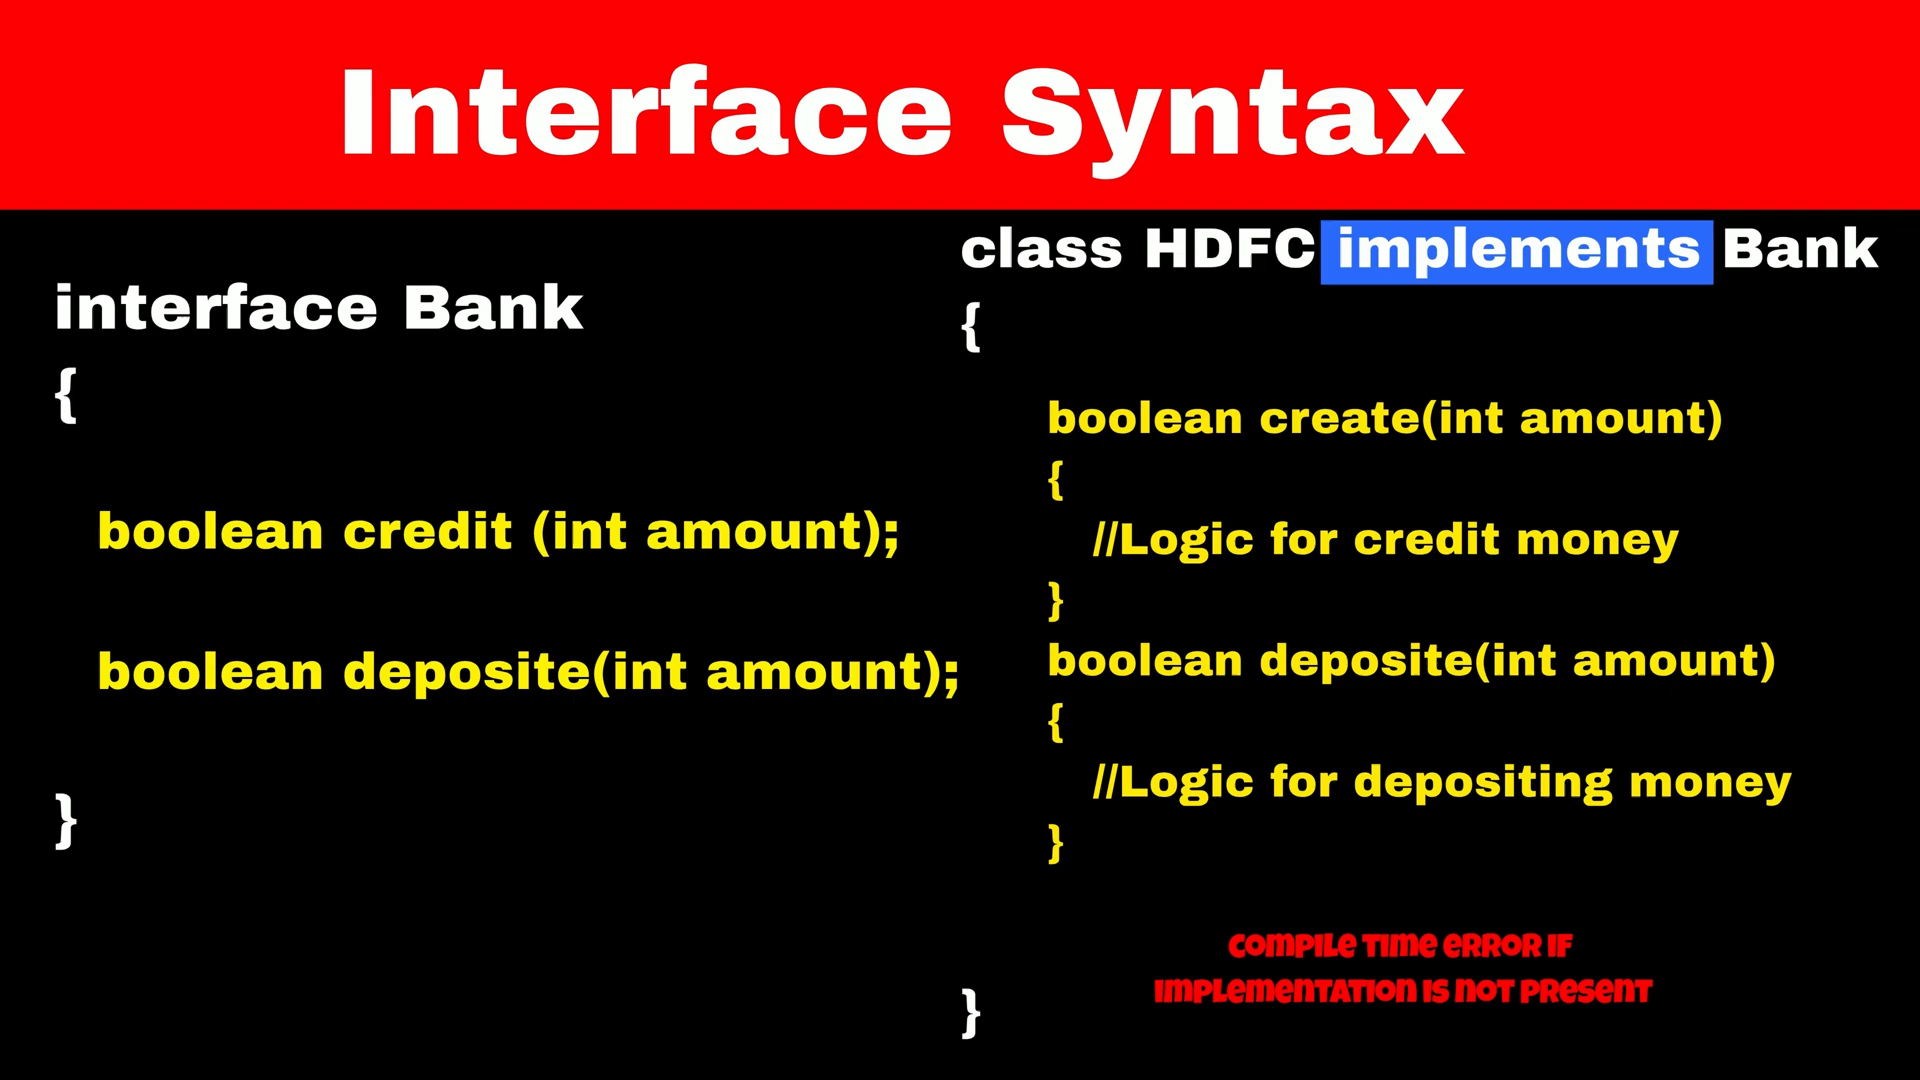 Interface Syntax
interface Bank
{
boolean credit (int amount);
boolean deposite(int amount);
}
class HDFC implements Bank
{
boolean create(int amount)
{
//Logic for credit money
}
boolean deposite(int amount)
{
//Logic for depositing money
}
Compile time error if
implementation is not present
}